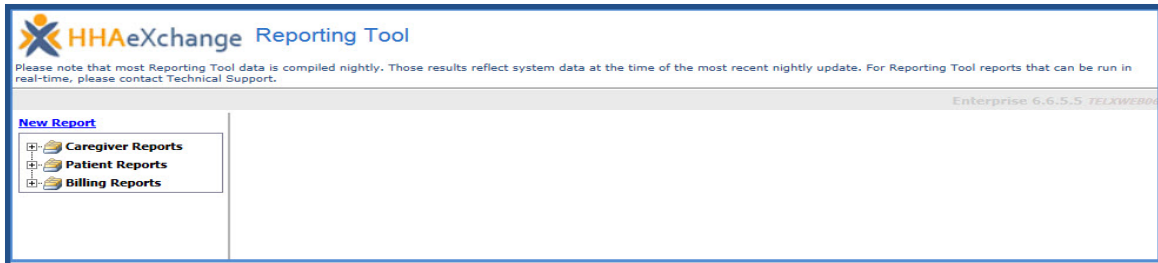 HHAeXchange Reporting Tool
Please note that most Reporting Tool data is compiled nightly. Those results reflect system data at the time of the most recent nightly update. For Reporting Tool reports that can be run in
real-time, please contact Technical Support.
Enterprise 6.6.5.5
New Report
Caregiver Reports
Patient Reports
Billing Reports